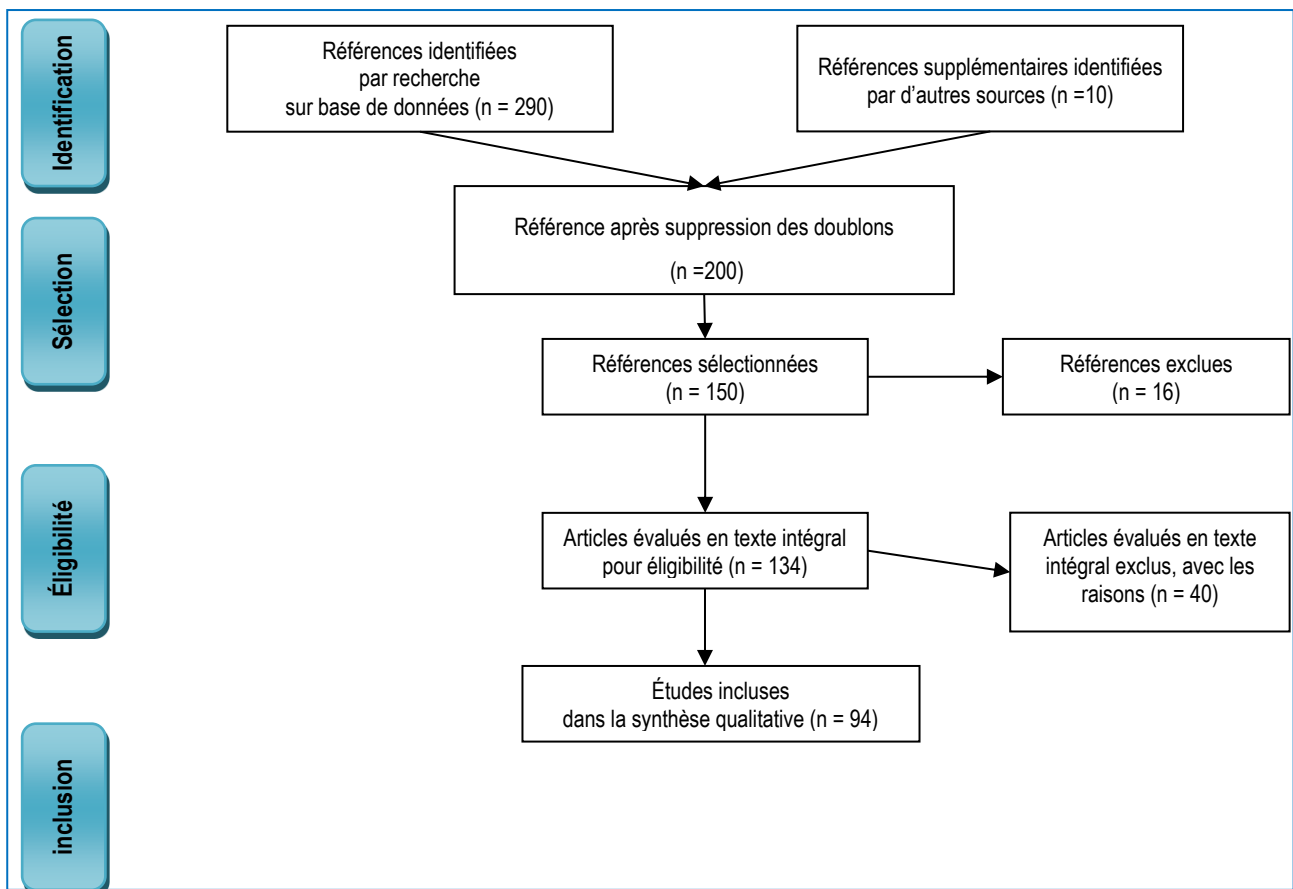 Identification
Références identifiées
par recherche
sur base de données (n = 290)
Références supplémentaires identifiées
par d'autres sources (n =10)
Sélection
Référence après suppression des doublons
(n =200)
Références sélectionnées
(n = 150)
Références exclues
(n = 16)
Éligibilité
Articles évalués en texte intégral
pour éligibilité (n = 134)
Articles évalués en texte
intégral exclus, avec les
raisons (n = 40)
Études incluses
dans la synthèse qualitative (n = 94)
inclusion